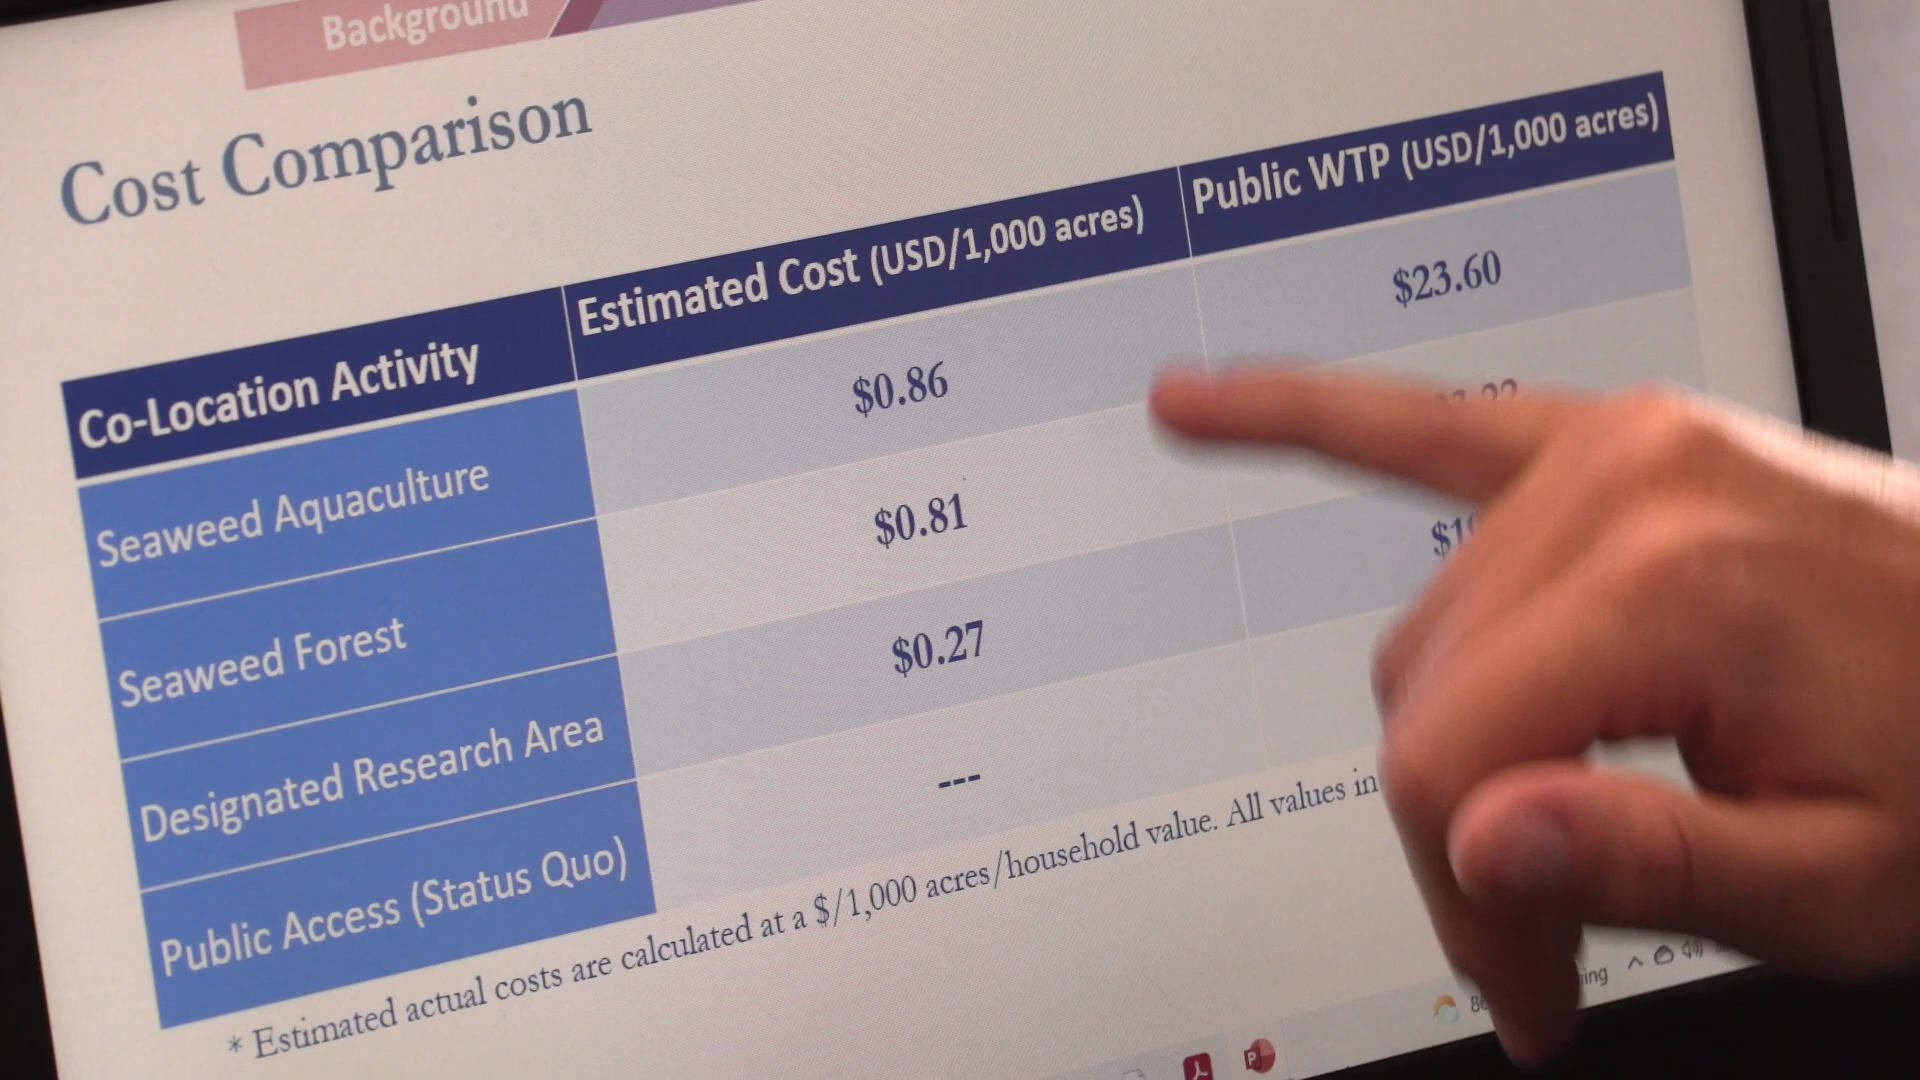 Background
Cost Comparison
Co-Location Activity Estimated Cost (USD/1,000 acres) Public WTP (USD/1,000 acres)
Seaweed Aquaculture $0.86 $23.60
Seaweed Forest $0.81
Designated Research Area $0.27
Public Access (Status Quo) ---
* Estimated actual costs are calculated at a $/1,000 acres/household value. All values in